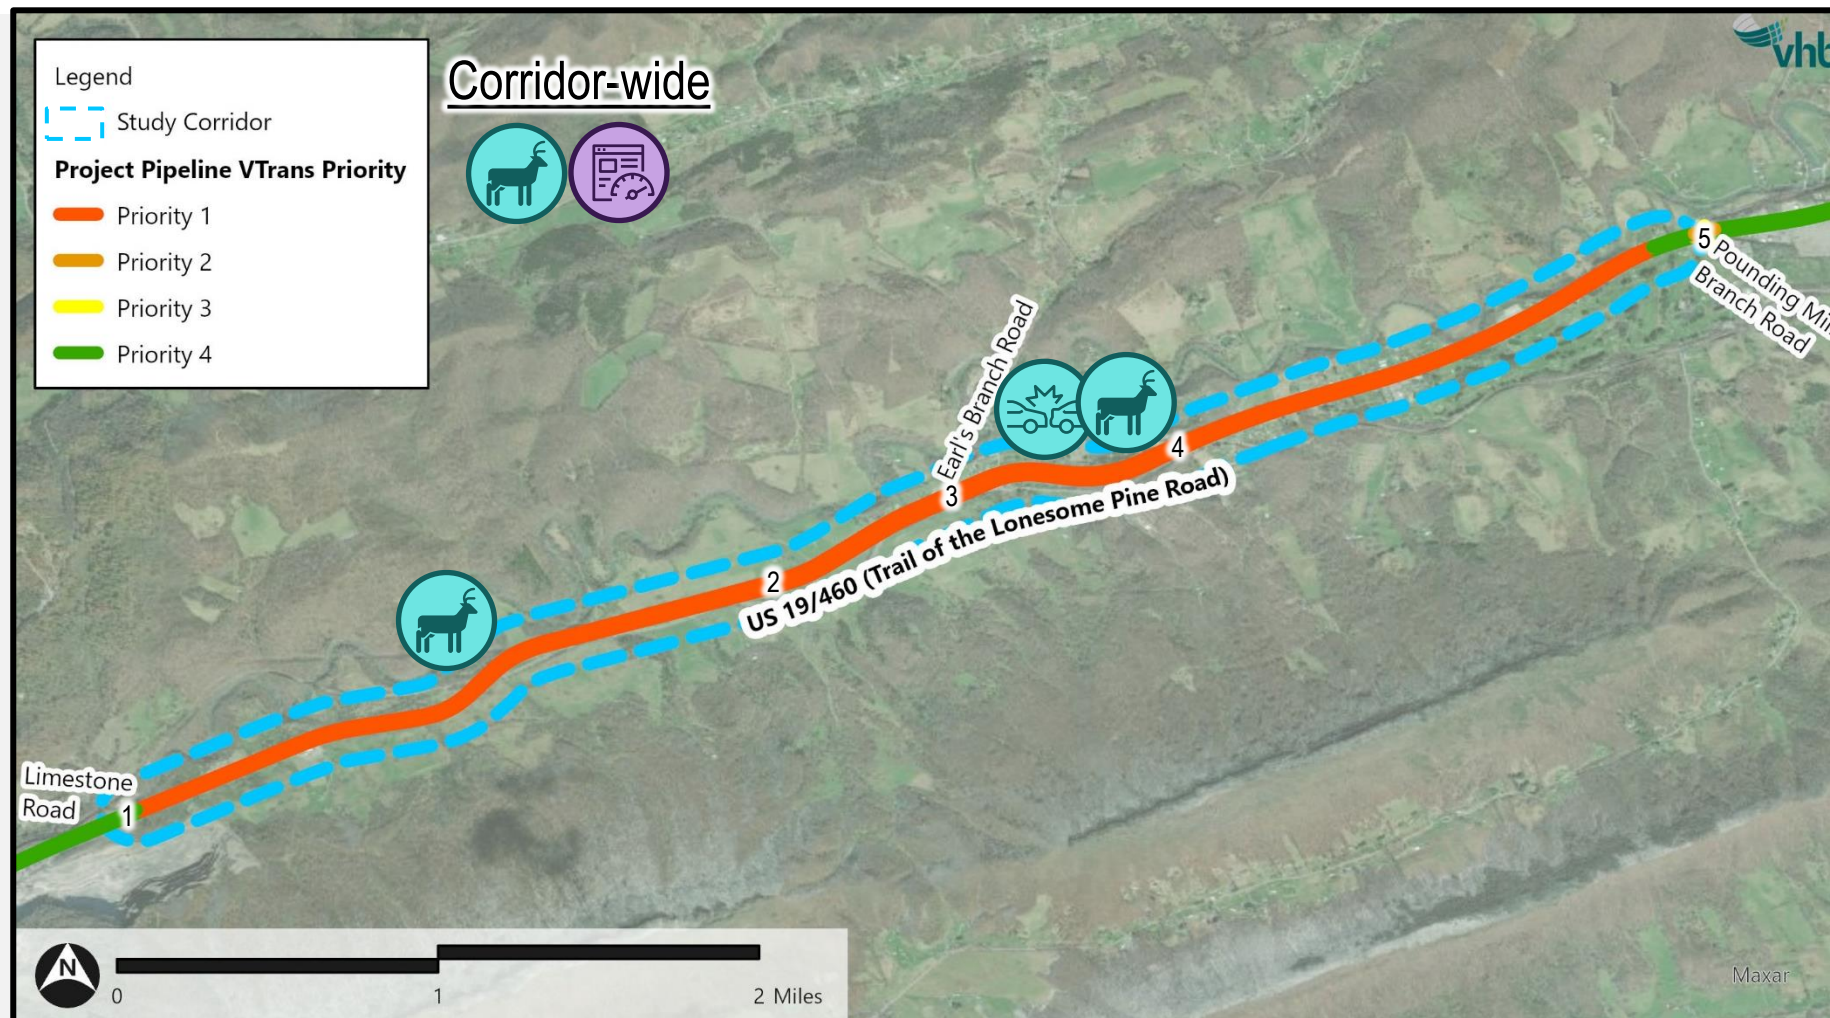 Legend
Study Corridor
Project Pipeline VTrans Priority
Priority 1
Priority 2
Priority 3
Priority 4
Corridor-wide
vhb
5
Pounding Mill
Branch Road
Earl's Branch Road
4
3
US 19/460 (Trail of the Lonesome Pine Road)
2
Limestone
Road
1
N
0 1 2 Miles
Maxar